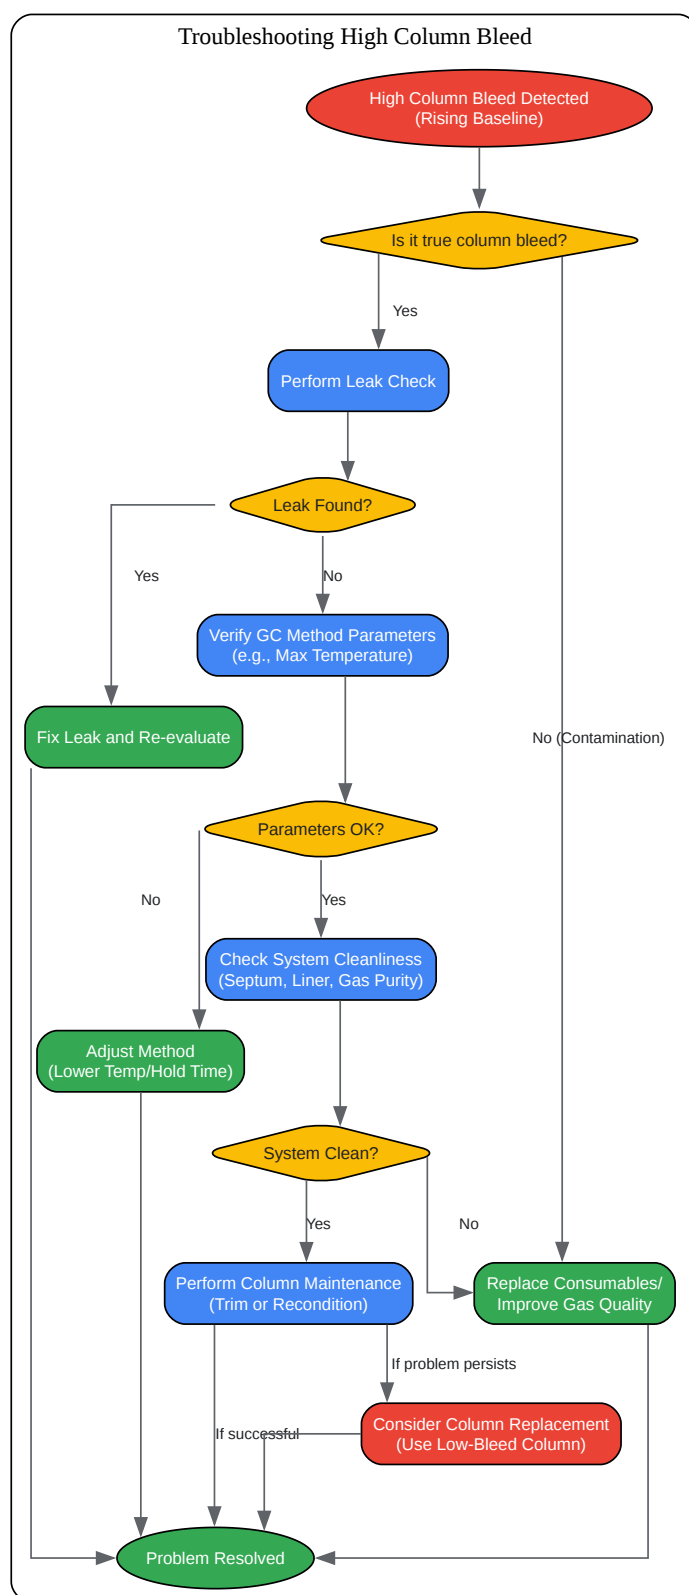 Troubleshooting High Column Bleed
High Column Bleed Detected
(Rising Baseline)
Is it true column bleed?
Yes
Perform Leak Check
Leak Found?
Yes
No
Verify GC Method Parameters
(e.g., Max Temperature)
Fix Leak and Re-evaluate
No (Contamination)
Parameters OK?
No
Yes
Check System Cleanliness
(Septum, Liner, Gas Purity)
Adjust Method
(Lower Temp/Hold Time)
System Clean?
Yes
No
Perform Column Maintenance
(Trim or Recondition)
Replace Consumables/
Improve Gas Quality
If problem persists
Consider Column Replacement
(Use Low-Bleed Column)
If successful
Problem Resolved